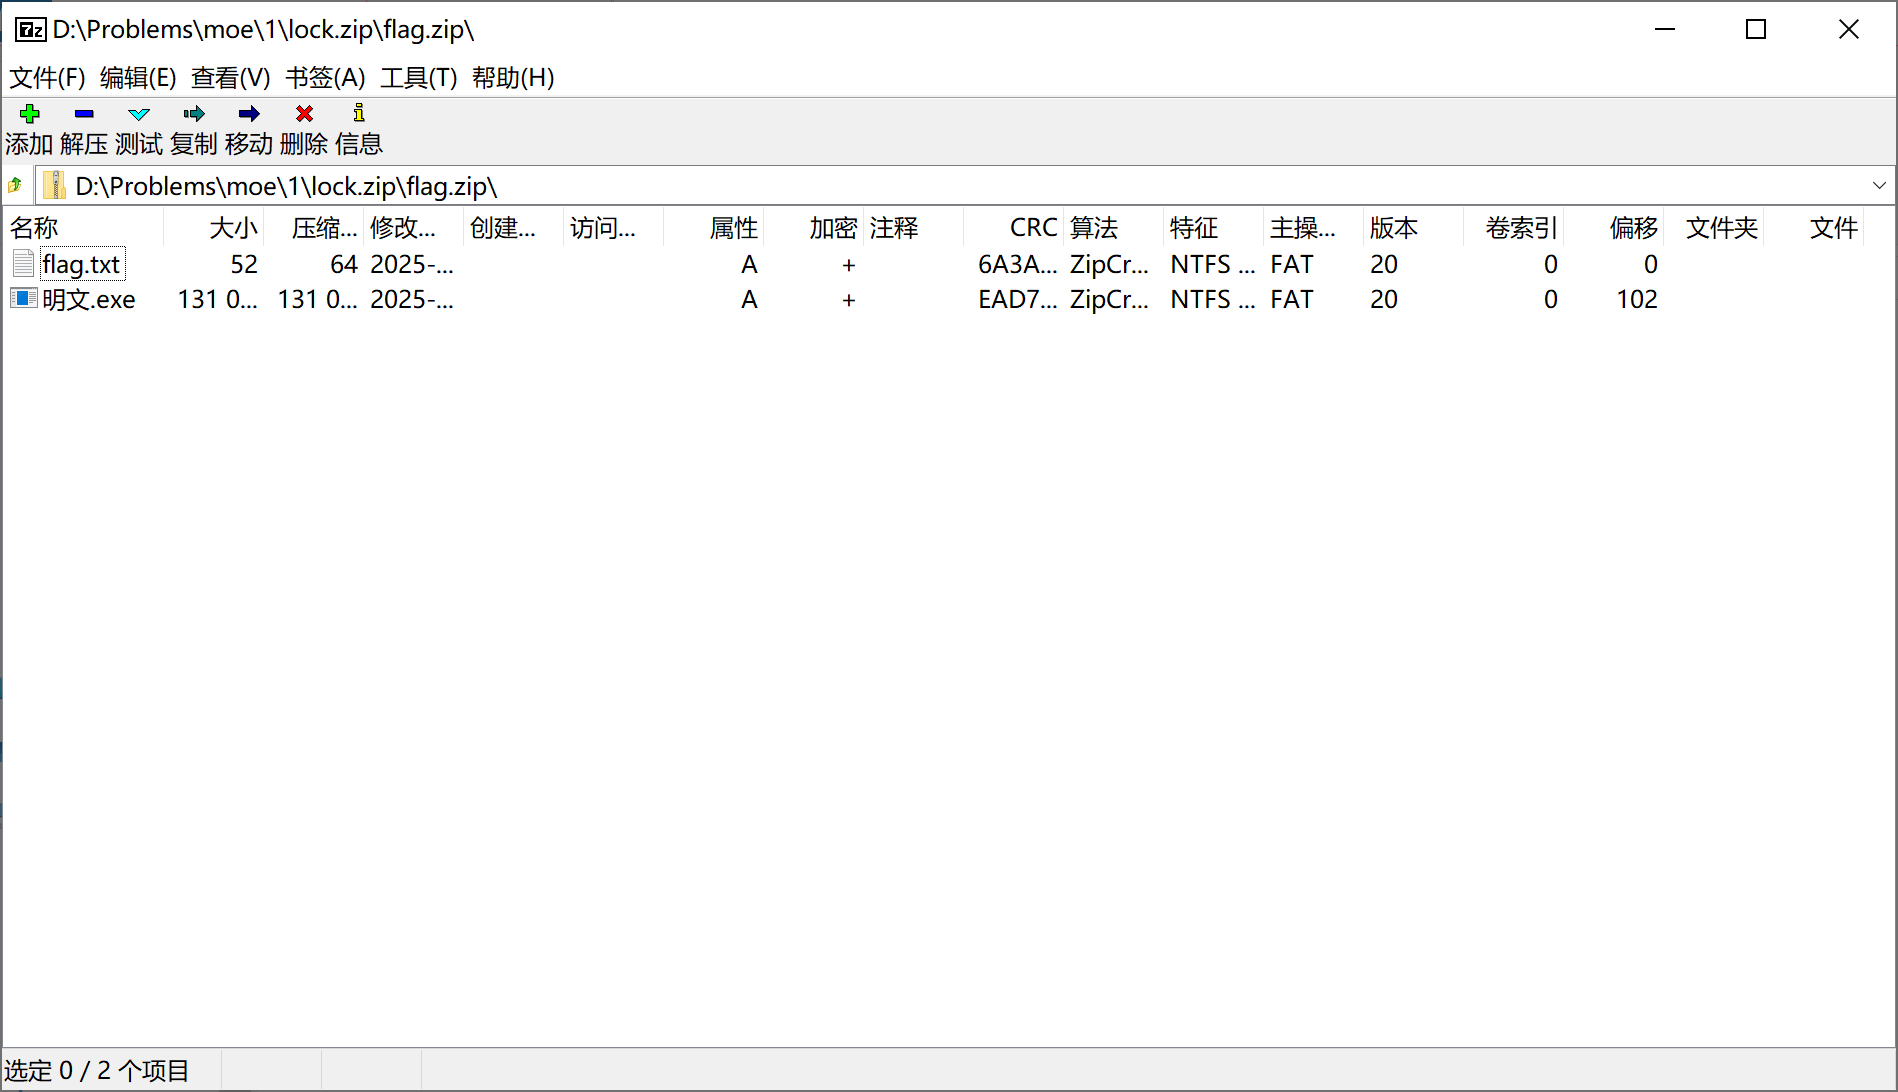 D:\Problems\moe\1\lock.zip\flag.zip\
文件(F) 编辑(E) 查看(V) 书签(A) 工具(T) 帮助(H)
添加 解压 测试 复制 移动 删除 信息
D:\Problems\moe\1\lock.zip\flag.zip\
名称 大小 压缩... 修改... 创建... 访问... 属性 加密 注释 CRC 算法 特征 主操... 版本 卷索引 偏移 文件夹 文件
flag.txt 52 64 2025-... A + 6A3A... ZipCr... NTFS ... FAT 20 0 0
明文.exe 131 0... 131 0... 2025-... A + EAD7... ZipCr... NTFS ... FAT 20 0 102
选定 0 / 2 个项目